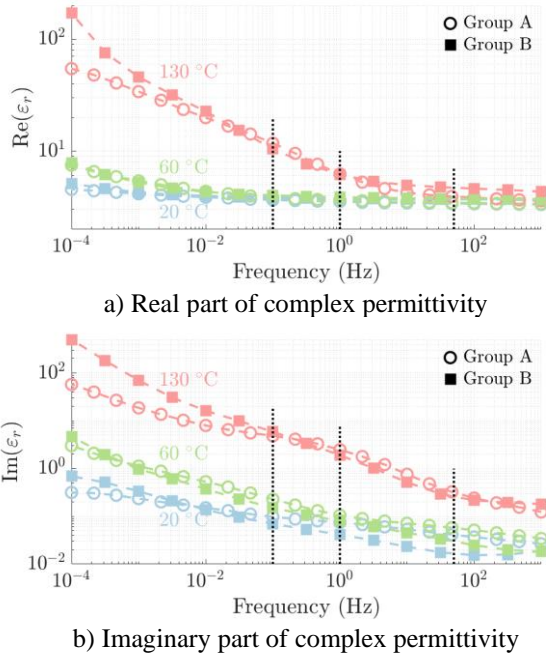 10^2
10^1
Re(ε_r)
130 °C
60 °C
20 °C
Group A
Group B
10^−4
10^−2
10^0
10^2
Frequency (Hz)
a) Real part of complex permittivity
10^2
10^0
10^−2
Im(ε_r)
130 °C
60 °C
20 °C
Group A
Group B
10^−4
10^−2
10^0
10^2
Frequency (Hz)
b) Imaginary part of complex permittivity